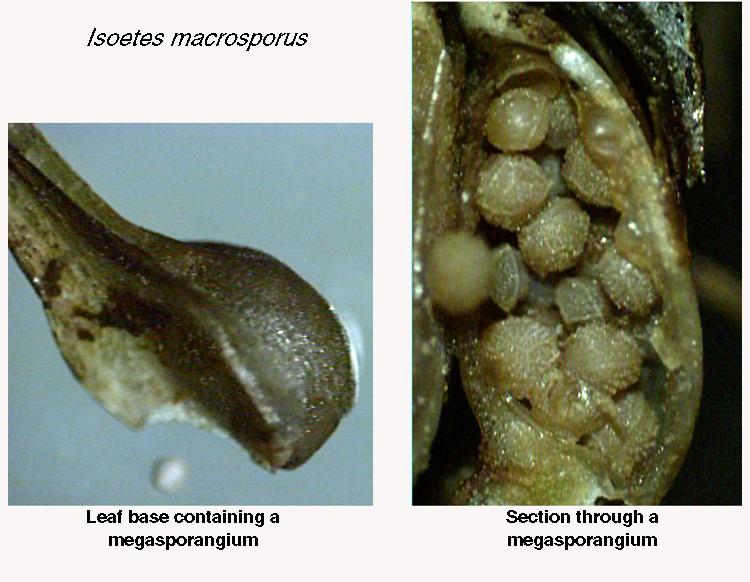 Isoetes macrosporus
Leaf base containing a
megasporangium
Section through a
megasporangium